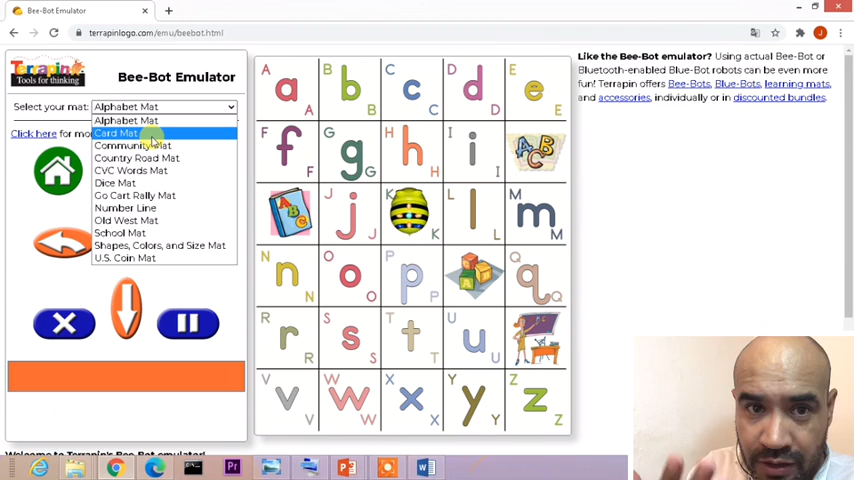 Bee-Bot Emulator
terrapinlogo.com/emu/beebot.html
J
Terrapin
Tools for thinking
Bee-Bot Emulator
Select your mat: Alphabet Mat
Alphabet Mat
Card Mat
Community Mat
Country Road Mat
CVC Words Mat
Dice Mat
Go Cart Rally Mat
Number Line
Old West Mat
School Mat
Shapes, Colors, and Size Mat
U.S. Coin Mat
Click here for
Like the Bee-Bot emulator? Using actual Bee-Bot or
Bluetooth-enabled Blue-Bot robots can be even more
fun! Terrapin offers Bee-Bots, Blue-Bots, learning mats,
and accessories, individually or in discounted bundles.
A a A B b B C c C D d D E e E
F f F G g G H h H I i I A B C
A B C J j J K K L l L M m M
N n N O o O P p P Q q Q
R r R S s S T t T U u U
V v V W w W X x X Y y Y Z z Z
Welcome to Terrapin's Bee-Bot emulator!
Pr
P
W